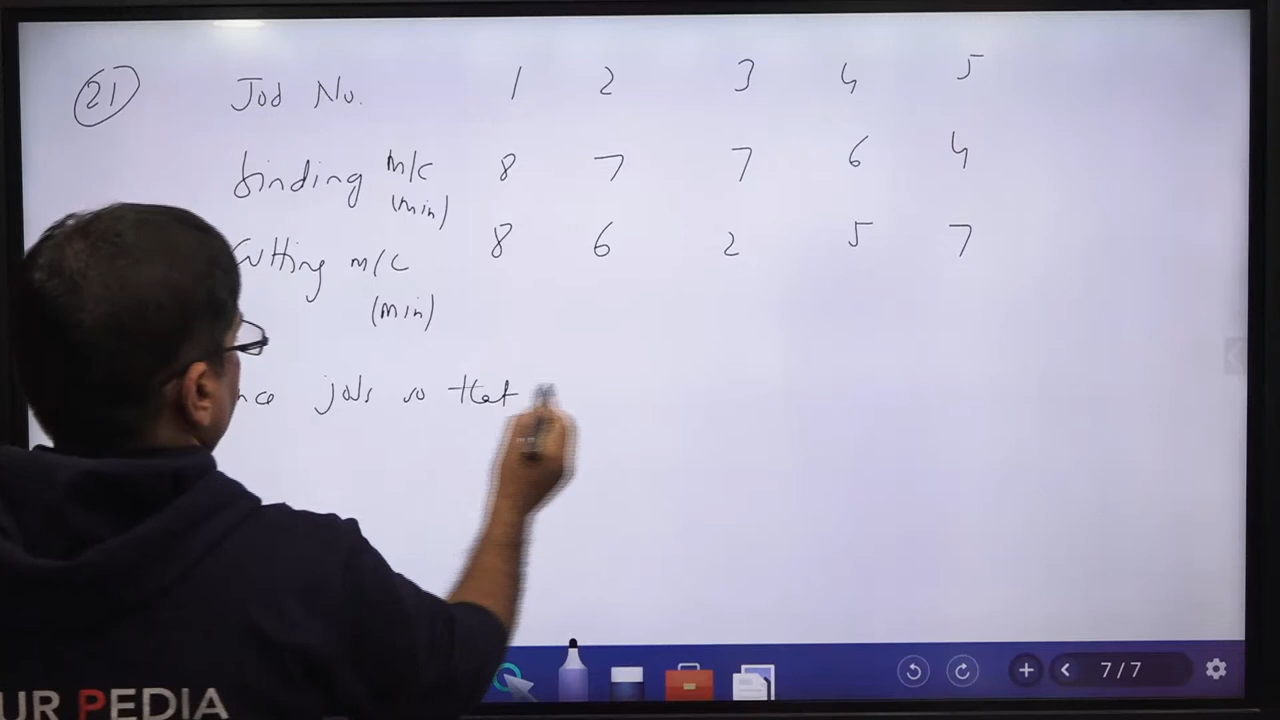 21 Job No. 1 2 3 4 5
binding m/c 8 7 7 6 4
(min)
cutting m/c 8 6 2 5 7
(min)
jobs so that
7/7
UR PEDIA